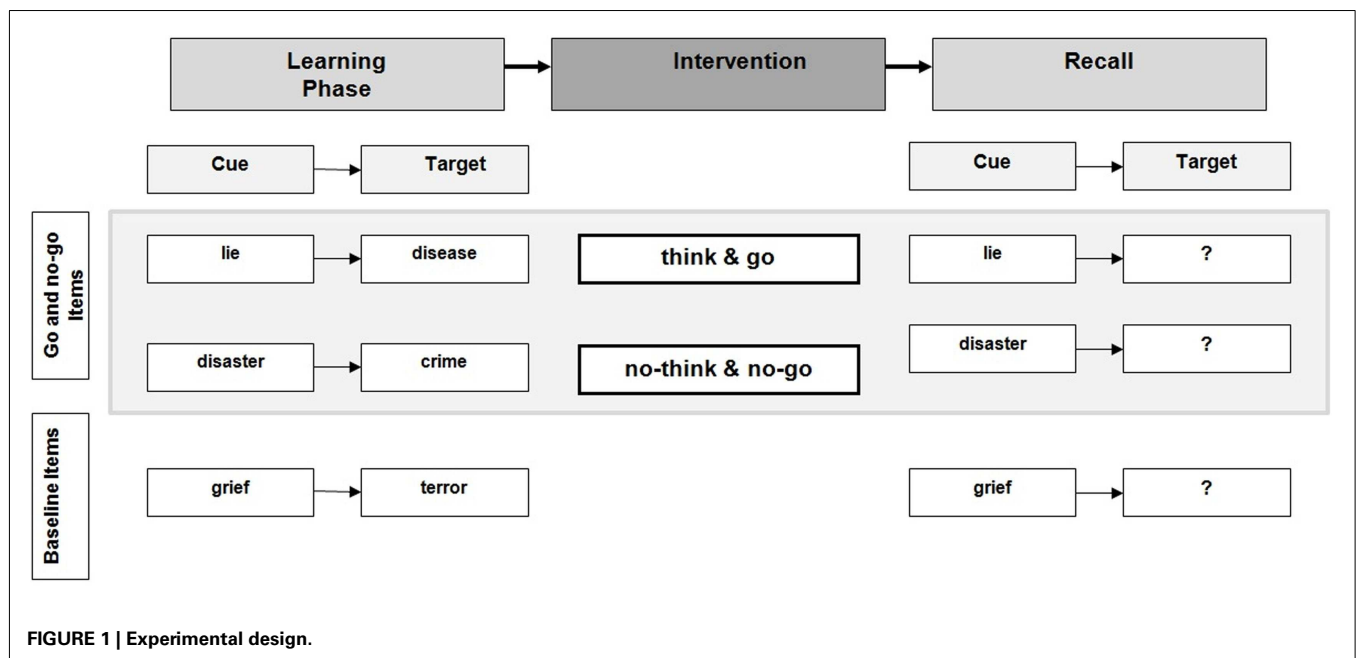 Learning
Phase
Intervention
Recall
Cue
Target
Cue
Target
Go and no-go
Items
lie
disease
think & go
lie
?
disaster
crime
no-think & no-go
disaster
?
Baseline Items
grief
terror
grief
?
FIGURE 1 | Experimental design.